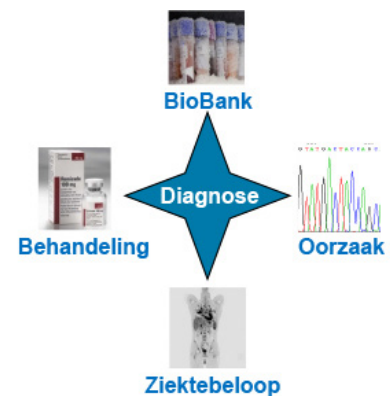 BioBank
Diagnose
Behandeling
Oorzaak
Ziektebeloop